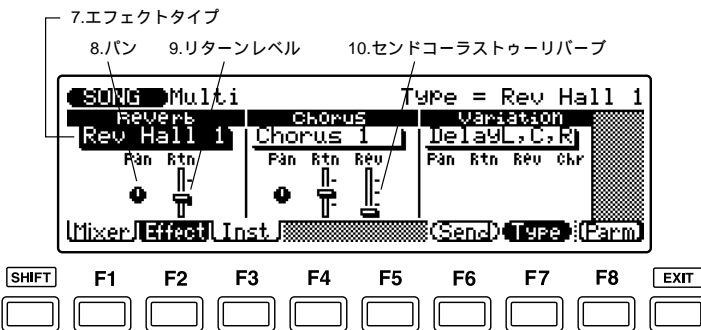 7.エフェクトタイプ
8.パン 9.リターンレベル 10.センドコーラストゥーリバーブ
SONG Multi Type = Rev Hall 1
Reverb Chorus Variation
Rev Hall 1 Chorus 1 DelayL,C,R
Pan Rtn Pan Rtn Rev Pan Rtn Rev Chr
Mixer Effect Inst (Send) (Type) (Parm)
SHIFT F1 F2 F3 F4 F5 F6 F7 F8 EXIT